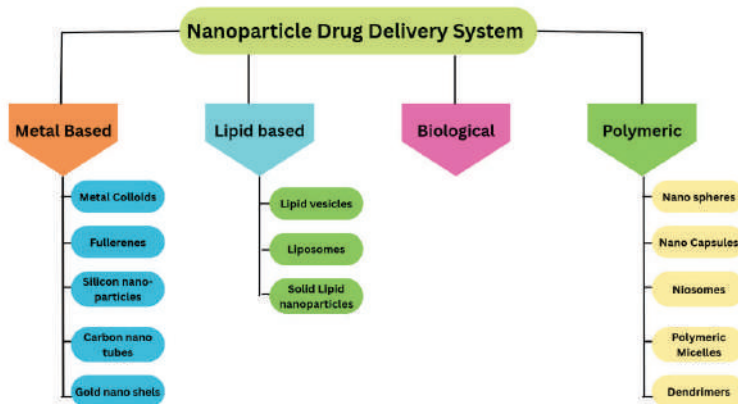 Nanoparticle Drug Delivery System
Metal Based
Lipid based
Biological
Polymeric
Metal Colloids
Fullerenes
Silicon nano-
particles
Carbon nano
tubes
Gold nano shels
Lipid vesicles
Liposomes
Solid Lipid
nanoparticles
Nano spheres
Nano Capsules
Niosomes
Polymeric
Micelles
Dendrimers